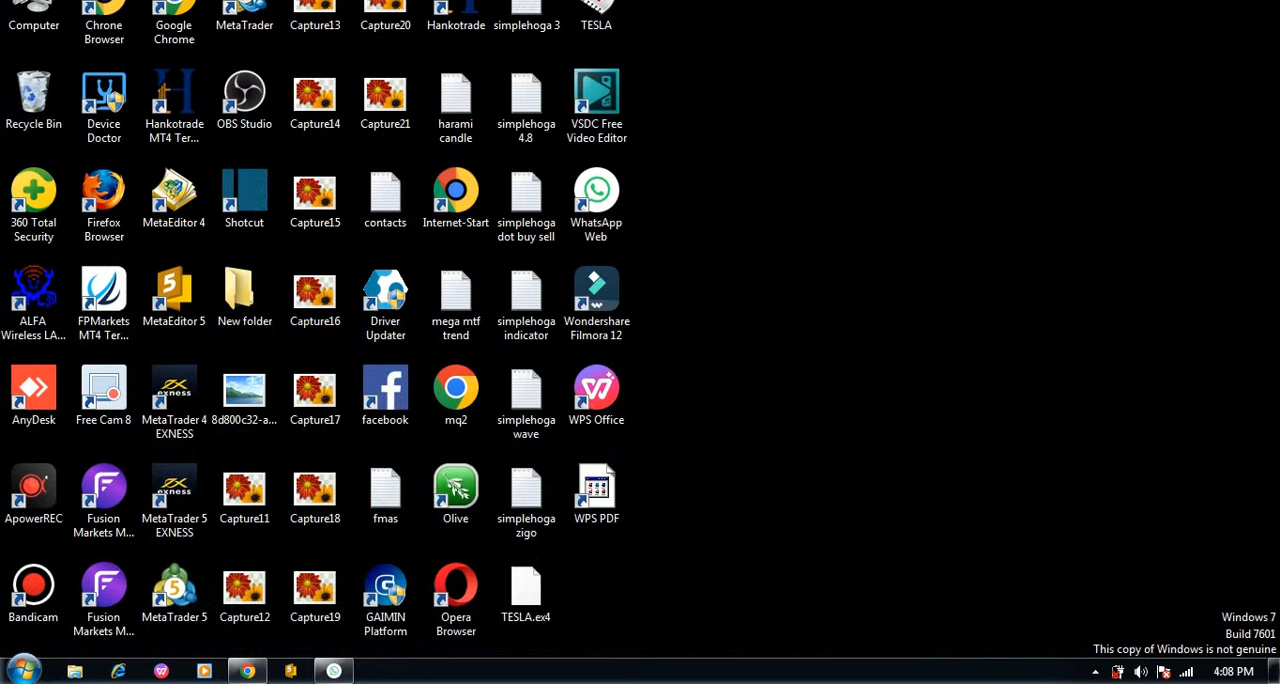 Computer
Chrone
Browser
Google
Chrome
MetaTrader
Capture13
Capture20
Hankotrade
simplehoga 3
TESLA
Recycle Bin
Device
Doctor
Hankotrade
MT4 Ter...
OBS Studio
Capture14
Capture21
harami
candle
simplehoga
4.8
VSDC Free
Video Editor
360 Total
Security
Firefox
Browser
MetaEditor 4
Shotcut
Capture15
contacts
Internet-Start
simplehoga
dot buy sell
WhatsApp
Web
ALFA
Wireless LA...
FPMarkets
MT4 Ter...
MetaEditor 5
New folder
Capture16
Driver
Updater
mega mtf
trend
simplehoga
indicator
Wondershare
Filmora 12
AnyDesk
Free Cam 8
exness
MetaTrader 4
EXNESS
8d800c32-a...
Capture17
facebook
mq2
simplehoga
wave
WPS Office
ApowerREC
Fusion
Markets M...
exness
MetaTrader 5
EXNESS
Capture11
Capture18
fmas
Olive
simplehoga
zigo
WPS PDF
Bandicam
Fusion
Markets M...
MetaTrader 5
Capture12
Capture19
GAIMIN
Platform
Opera
Browser
TESLA.ex4
Windows 7
Build 7601
This copy of Windows is not genuine
4:08 PM